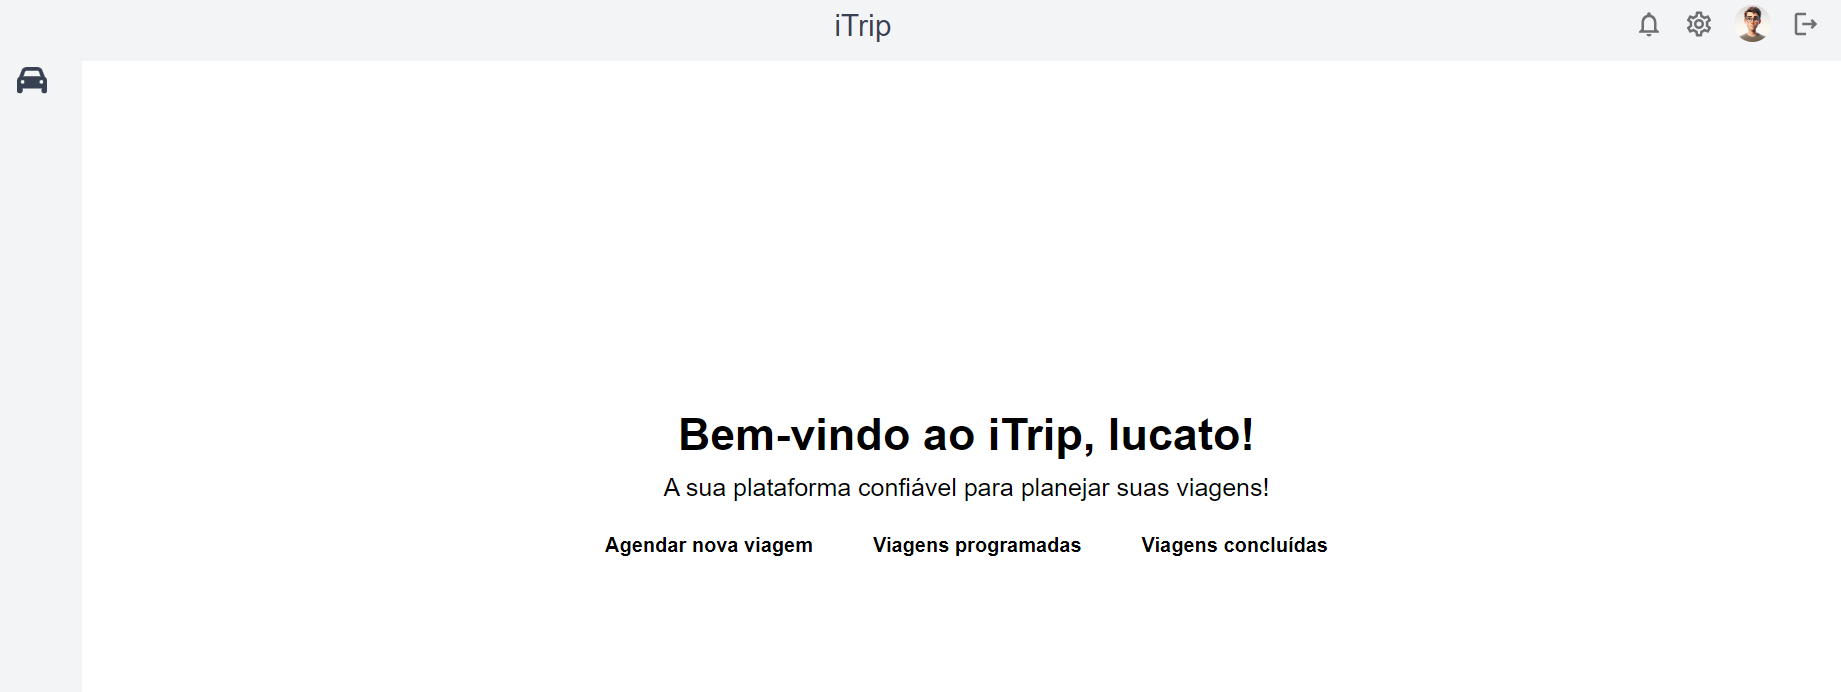 iTrip
Bem-vindo ao iTrip, lucato!
A sua plataforma confiável para planejar suas viagens!
Agendar nova viagem Viagens programadas Viagens concluídas